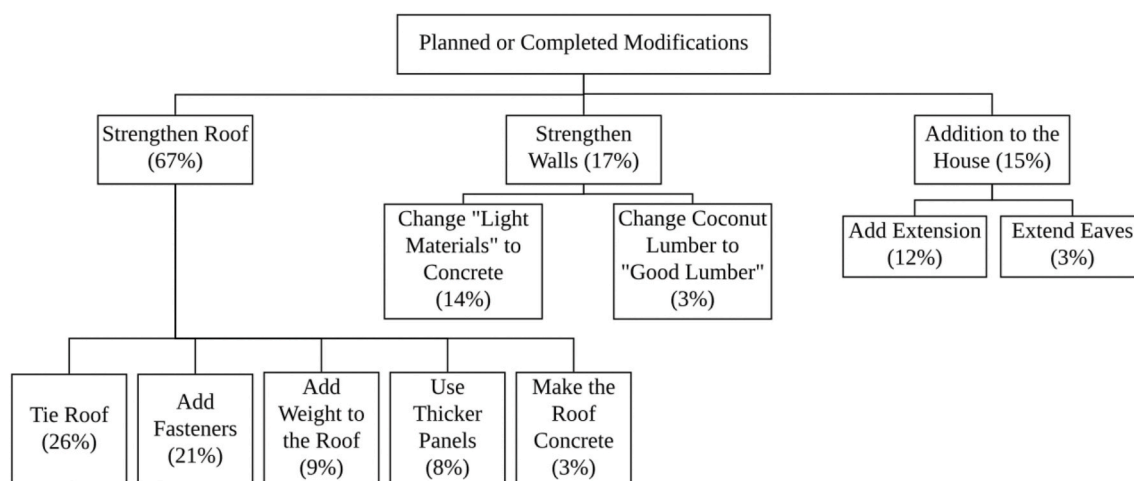 Planned or Completed Modifications
Strengthen Roof
(67%)
Strengthen
Walls (17%)
Addition to the
House (15%)
Change "Light
Materials" to
Concrete
(14%)
Change Coconut
Lumber to
"Good Lumber"
(3%)
Add Extension
(12%)
Extend Eaves
(3%)
Tie Roof
(26%)
Add
Fasteners
(21%)
Add
Weight to
the Roof
(9%)
Use
Thicker
Panels
(8%)
Make the
Roof
Concrete
(3%)